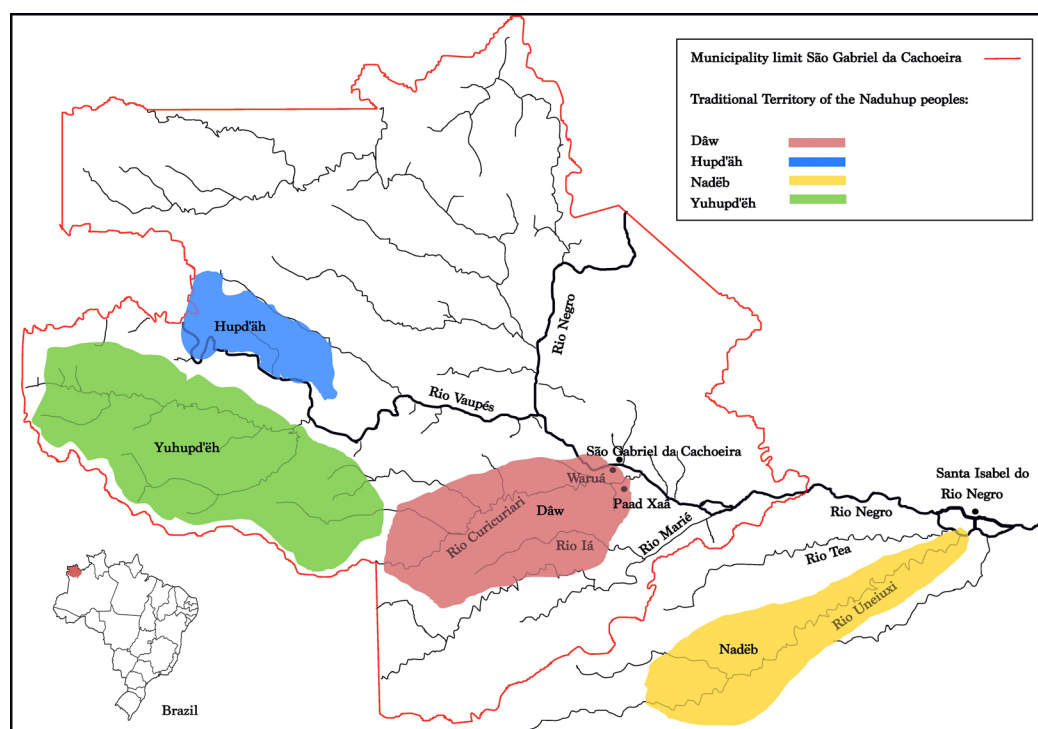 Municipality limit São Gabriel da Cachoeira
Traditional Territory of the Naduhup peoples:
Dâw
Hupd'äh
Nadëb
Yuhupd'ëh
Rio Negro
Hupd'äh
Rio Vaupés
Yuhupd'ëh
São Gabriel da Cachoeira
Waruá
Paad Xaâ
Dâw
Rio Curicuriari
Rio Iá
Rio Marié
Santa Isabel do
Rio Negro
Rio Negro
Rio Tea
Rio Uneiuxi
Nadëb
Brazil